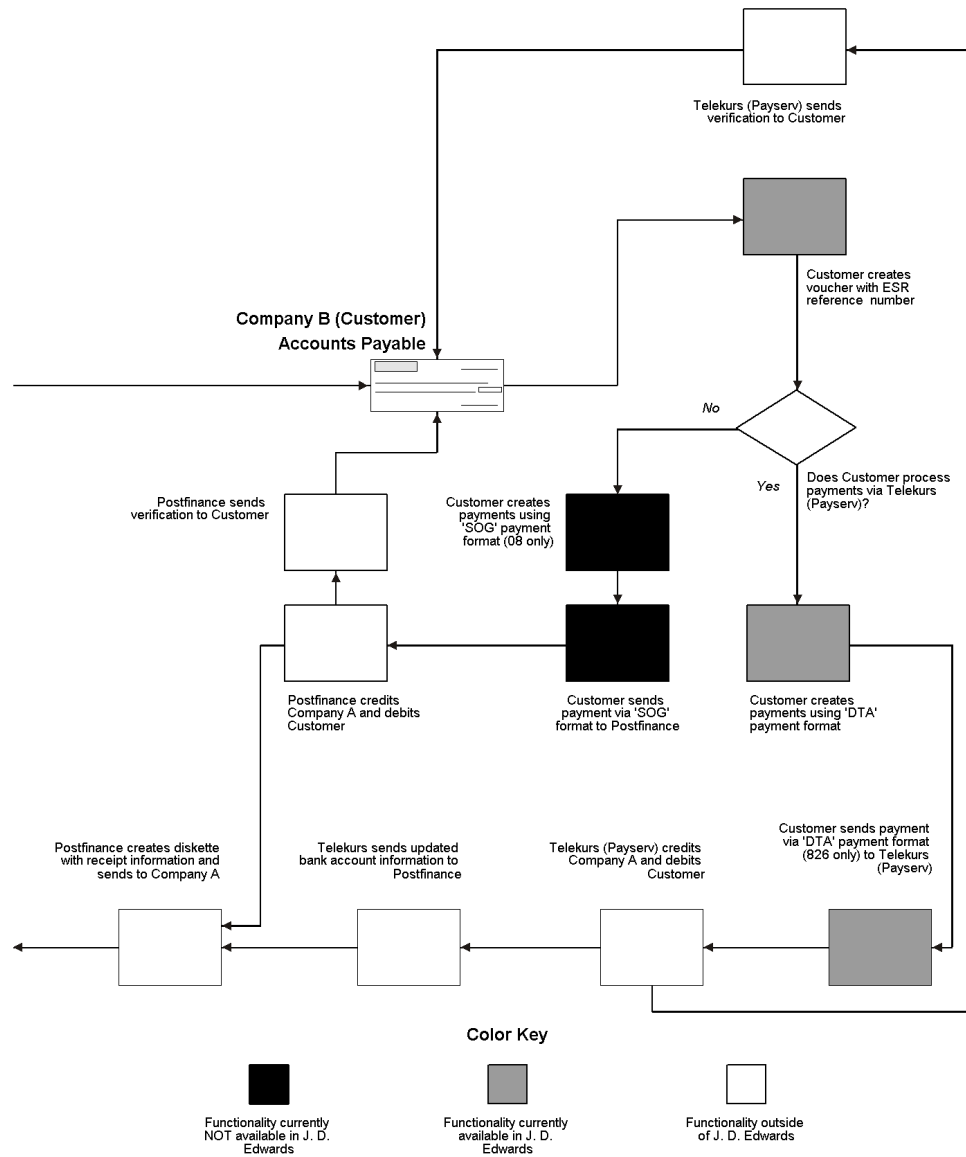 Telekurs (Payserv) sends
verification to Customer
Customer creates
voucher with ESR
reference number
Company B (Customer)
Accounts Payable
No
Yes
Does Customer process
payments via Telekurs
(Payserv)?
Postfinance sends
verification to Customer
Customer creates
payments using
'SOG' payment
format (08 only)
Postfinance credits
Company A and debits
Customer
Customer sends
payment via 'SOG'
format to Postfinance
Customer creates
payments using 'DTA'
payment format
Postfinance creates diskette
with receipt information and
sends to Company A
Telekurs sends updated
bank account information to
Postfinance
Telekurs (Payserv) credits
Company A and debits
Customer
Customer sends payment
via 'DTA' payment format
(826 only) to Telekurs
(Payserv)
Color Key
Functionality currently
NOT available in J. D.
Edwards
Functionality currently
available in J. D.
Edwards
Functionality outside
of J. D. Edwards